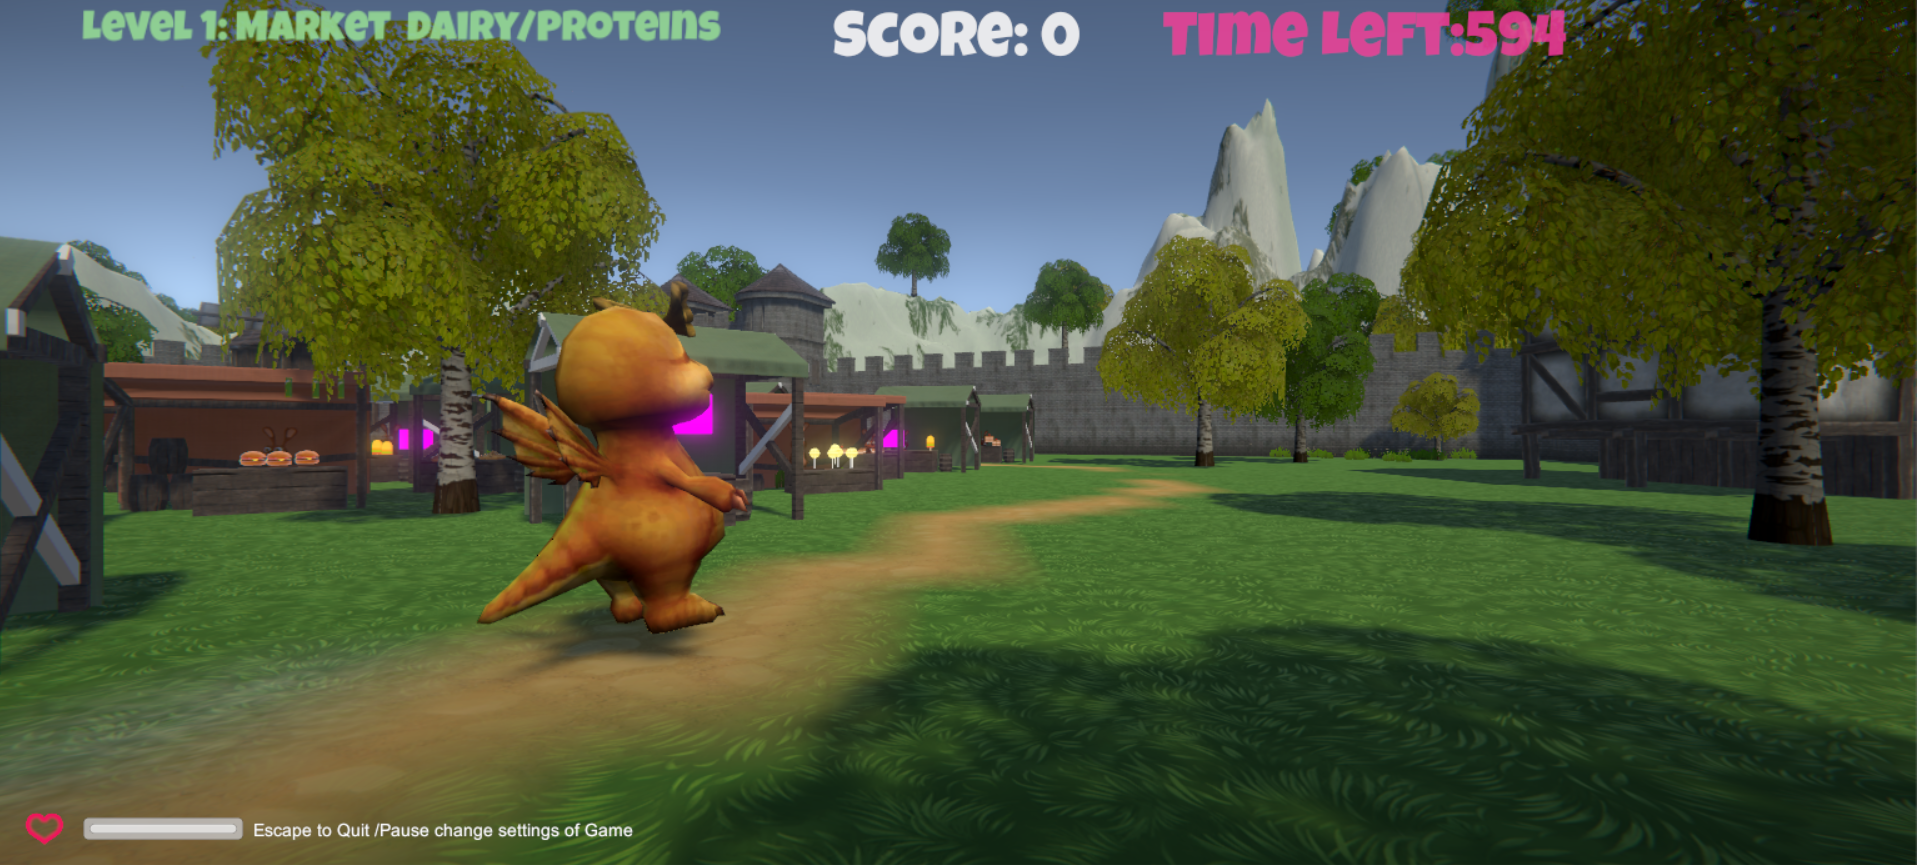 Level 1: Market Dairy/Proteins
Score: 0
Time Left:594
Escape to Quit /Pause change settings of Game